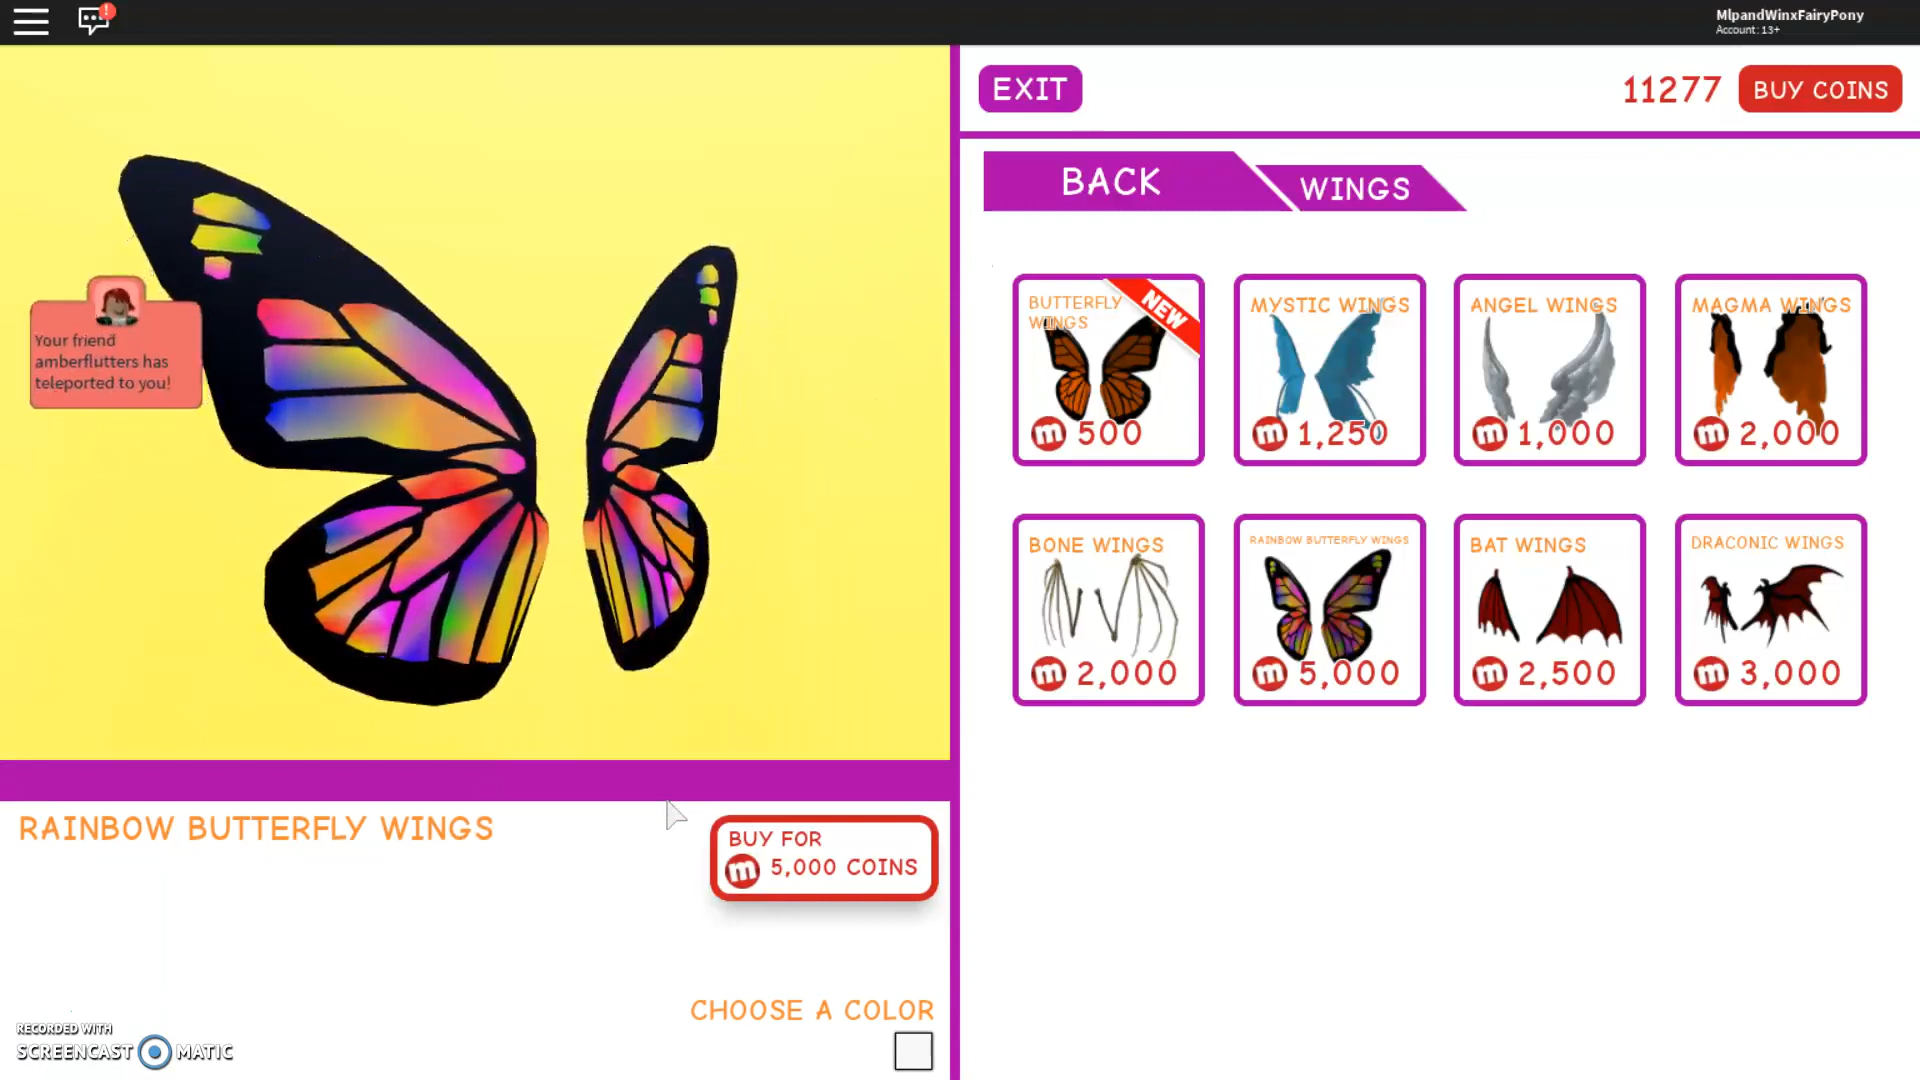 MlpandWinxFairyPony
Account: 13+
EXIT
11277
BUY COINS
BACK
WINGS
Your friend
amberflutters has
teleported to you!
BUTTERFLY
WINGS
NEW
m 500
MYSTIC WINGS
m 1,250
ANGEL WINGS
m 1,000
MAGMA WINGS
m 2,000
BONE WINGS
m 2,000
RAINBOW BUTTERFLY WINGS
m 5,000
BAT WINGS
m 2,500
DRACONIC WINGS
m 3,000
RAINBOW BUTTERFLY WINGS
BUY FOR
m 5,000 COINS
CHOOSE A COLOR
RECORDED WITH
SCREENCAST MATIC